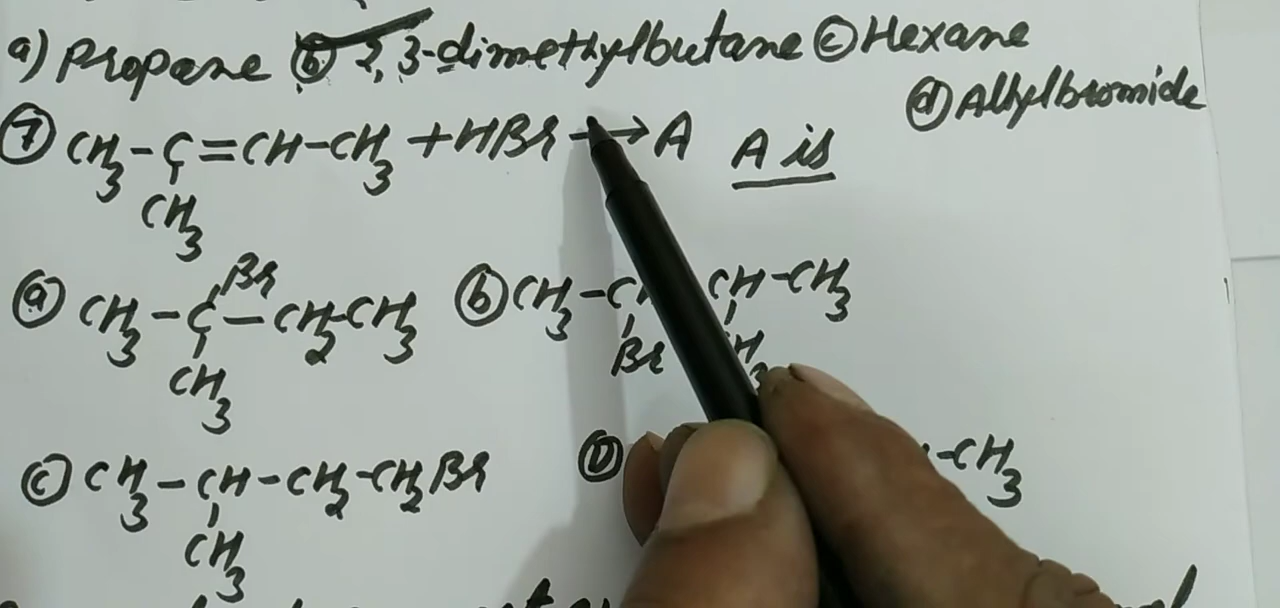 a) Propane (b) 2,3-dimethylbutane (c) Hexane
(d) Allylbromide
(7) CH3-C=CH-CH3 + HBr → A A is
CH3
Br
(a) CH3-C-CH2-CH3 (b) CH3- CH-CH3
CH3 Br
(c) CH3-CH-CH2-CH2Br (D) -CH3
CH3